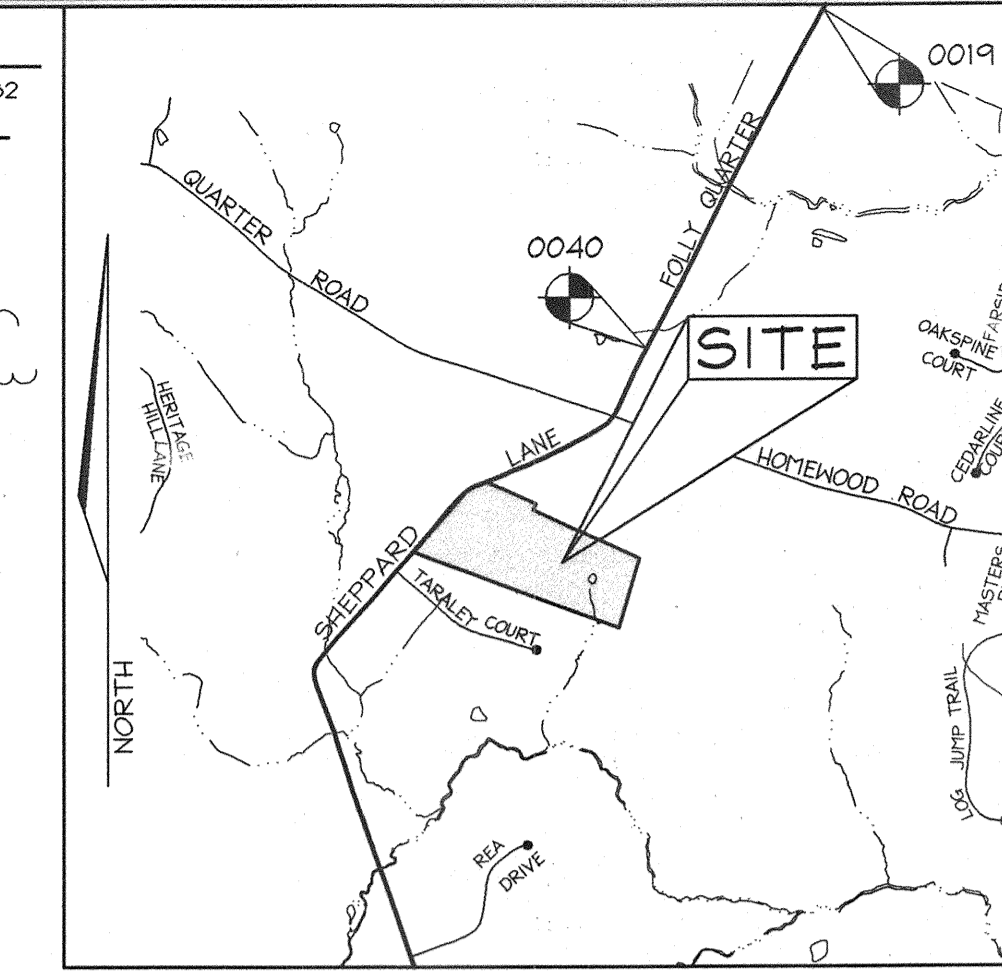 0019
QUARTER
ROAD
FOLLY QUARTER
0040
SITE
OAKSPINE
COURT
HERITAGE
HILL LANE
LANE
CEDARLINE
HOMEWOOD ROAD
SHEPPARD
TARALEY COURT
MASTERS
NORTH
LOG JUMP TRAIL
REA
DRIVE